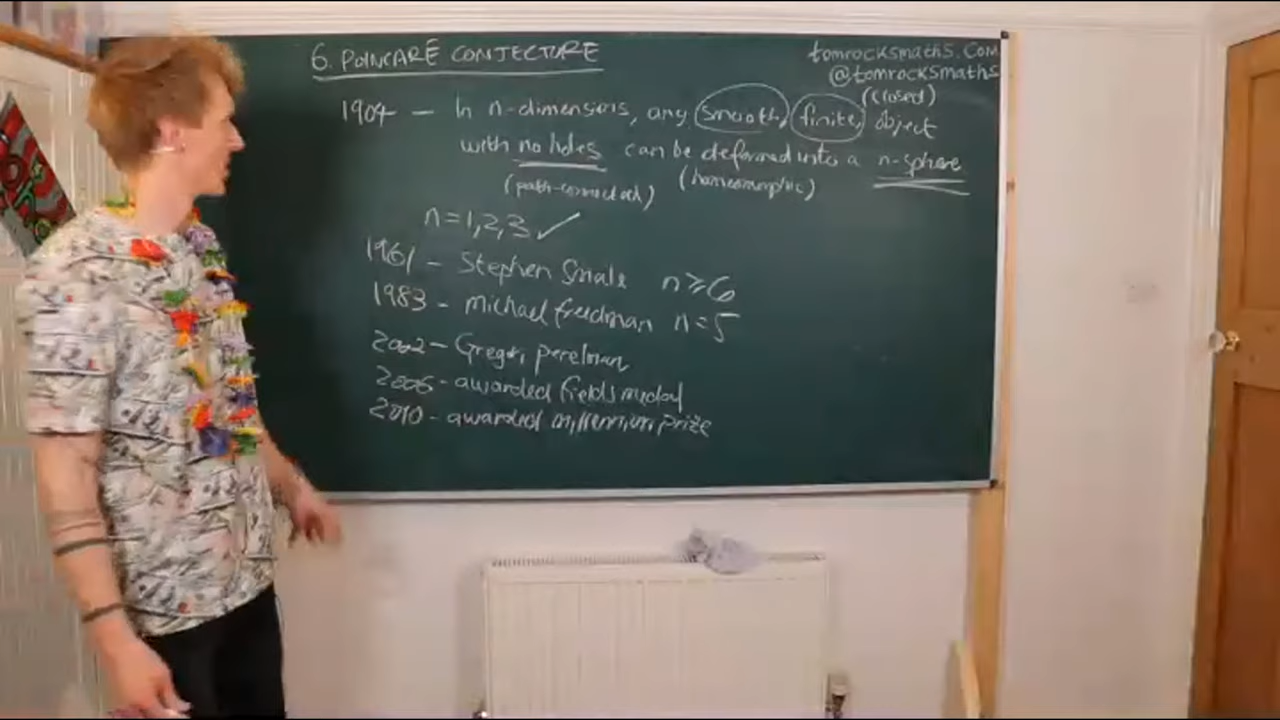 6. POINCARÉ CONJECTURE
tomrocksmaths.com
@tomrocksmaths
(closed)
1904 – In n-dimensions, any smooth, finite, object
with no holes can be deformed into a n-sphere
(path-connected) (homeomorphic)
n=1,2,3 ✓
1961 – Stephen Smale n≥6
1983 - Michael Freedman n=5
2002 – Gregori perelman
2006 - awarded fields medal
2010 - awarded millennium prize